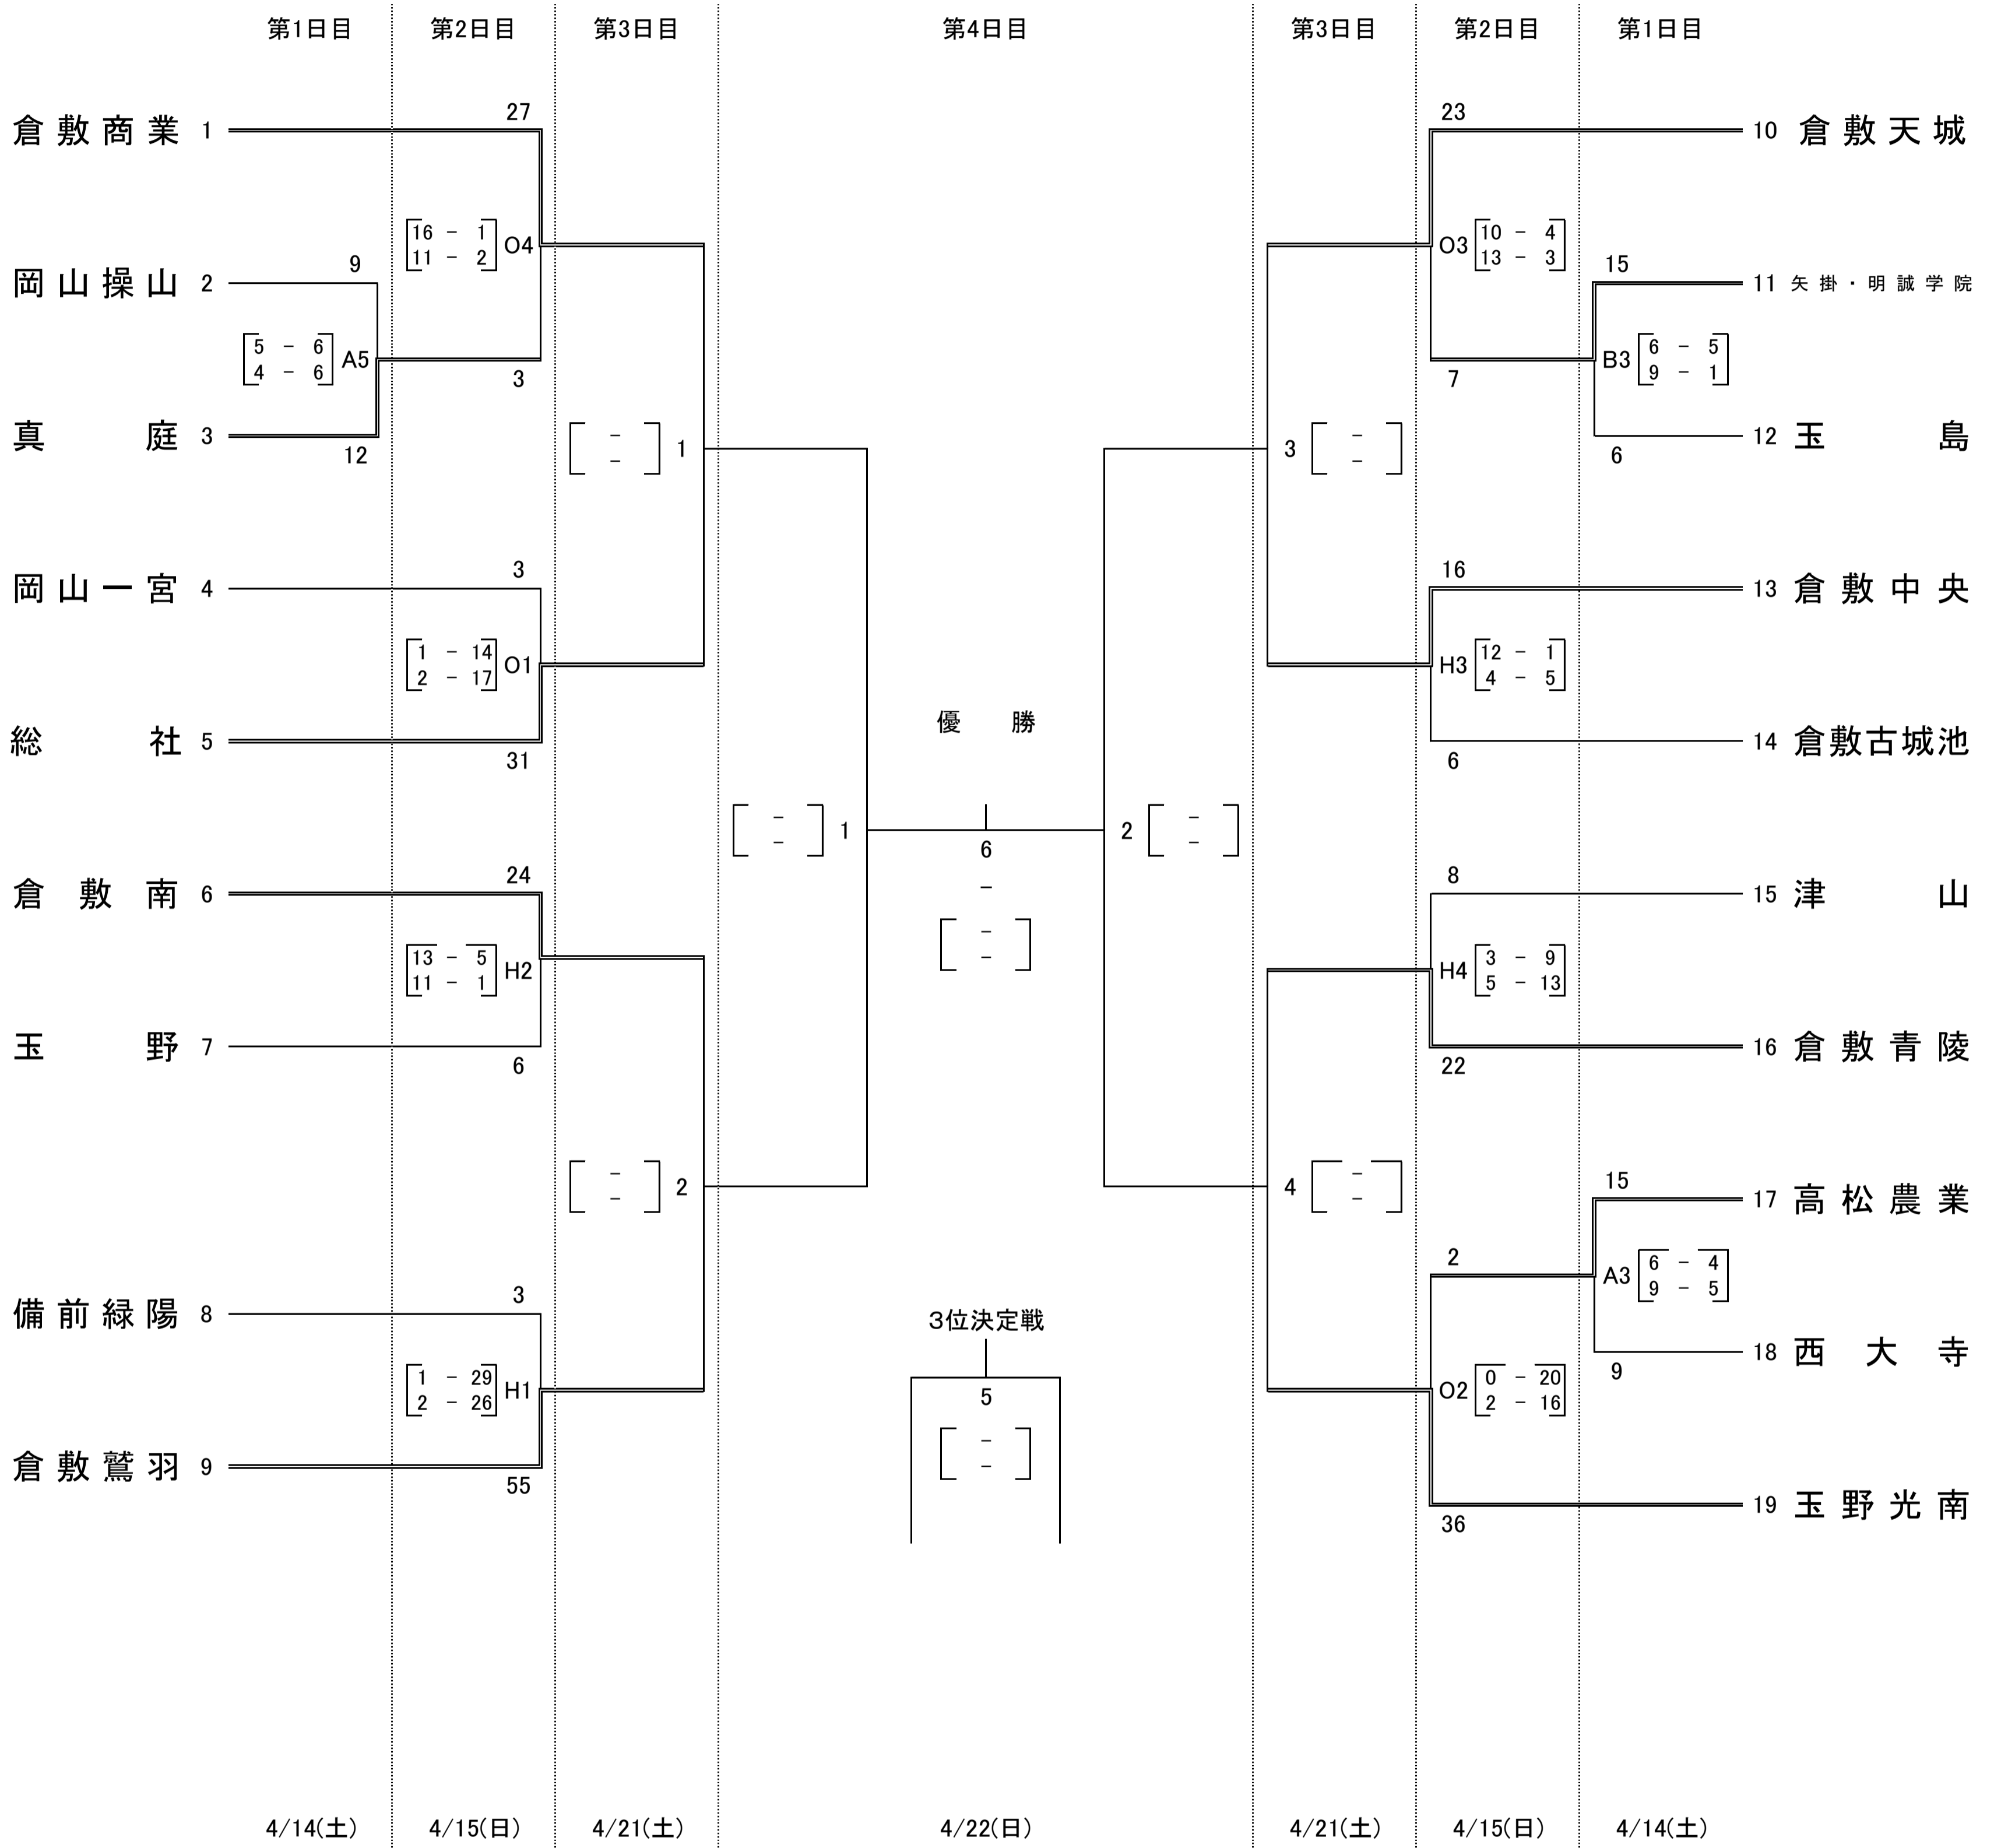 第1日目 第2日目 第3日目 第4日目 第3日目 第2日目 第1日目
27 23
倉敷商業 1 10 倉敷天城
16 - 1 O4 O3 10 - 4
11 - 2 13 - 3
9 15
岡山操山 2 11 矢掛・明誠学院
5 - 6 A5 B3 6 - 5
4 - 6 9 - 1
3 7
真庭 3 12 玉島
12 6
- 1 3 -
- -
3 16
岡山一宮 4 13 倉敷中央
1 - 14 O1 H3 12 - 1
2 - 17 4 - 5
優勝
総社 5 14 倉敷古城池
31 6
- 1 2 -
- -
6
-
-
-
24 8
倉敷南 6 15 津山
13 - 5 H2 H4 3 - 9
11 - 1 5 - 13
玉野 7 16 倉敷青陵
6 22
- 2 4 -
- -
15
17 高松農業
2
A3 6 - 4
9 - 5
3
備前緑陽 8 3位決定戦
18 西大寺
9
1 - 29 H1 5 O2 0 - 20
2 - 26 2 - 16
-
-
倉敷鷲羽 9 19 玉野光南
55 36
4/14(土) 4/15(日) 4/21(土) 4/22(日) 4/21(土) 4/15(日) 4/14(土)